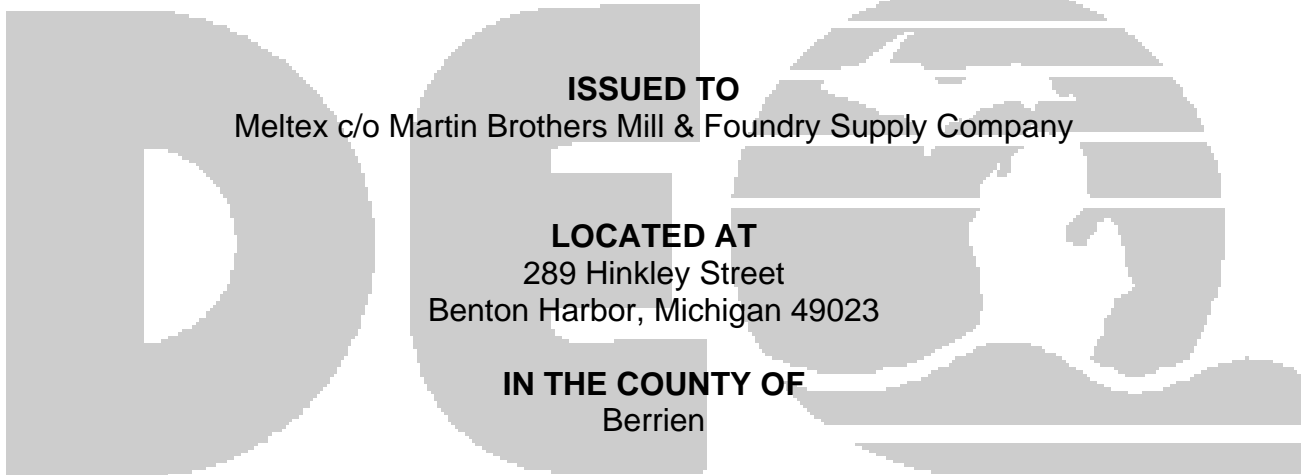 DEQ
ISSUED TO
Meltex c/o Martin Brothers Mill & Foundry Supply Company
LOCATED AT
289 Hinkley Street
Benton Harbor, Michigan 49023
IN THE COUNTY OF
Berrien